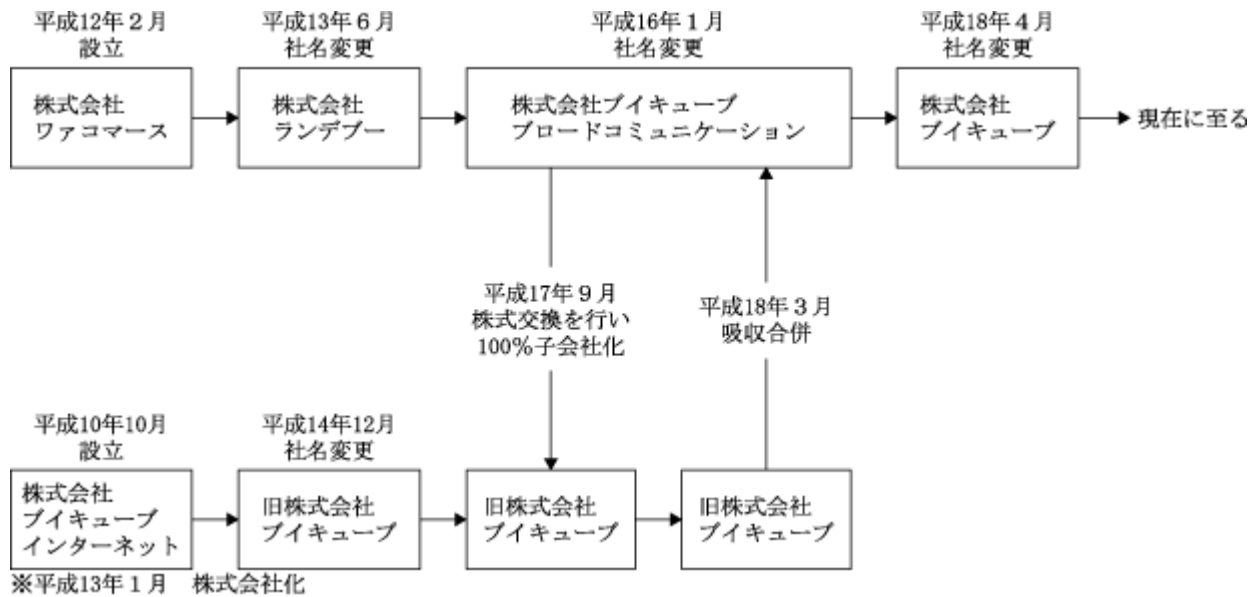 平成12年2月
設立
株式会社
ワァコマース
平成13年6月
社名変更
株式会社
ランデブー
平成16年1月
社名変更
株式会社ブイキューブ
ブロードコミュニケーション
平成18年4月
社名変更
株式会社
ブイキューブ
現在に至る
平成17年9月
株式交換を行い
100%子会社化
平成18年3月
吸収合併
平成10年10月
設立
株式会社
ブイキューブ
インターネット
※平成13年1月 株式会社化
平成14年12月
社名変更
旧株式会社
ブイキューブ
旧株式会社
ブイキューブ
旧株式会社
ブイキューブ